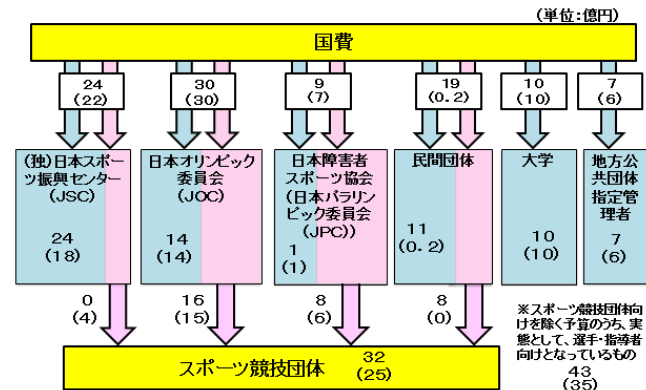 (単位:億円)
国費
24
(22)
30
(30)
9
(7)
19
(0.2)
10
(10)
7
(6)
(独)日本スポー
ツ振興センター
(JSC)
24
(18)
日本オリンピック
委員会
(JOC)
14
(14)
日本障害者
スポーツ協会
(日本パラリン
ピック委員会
(JPC))
1
(1)
民間団体
11
(0.2)
大学
10
(10)
地方公
共団体
指定管
理者
7
(6)
0
(4)
16
(15)
8
(6)
8
(0)
※スポーツ競技団体向
けを除く予算のうち、実
態として、選手・指導者
向けとなっているもの
43
(35)
スポーツ競技団体
32
(25)